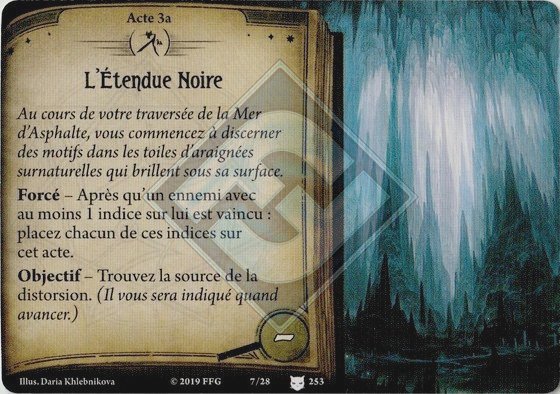 Acte 3a
L'Étendue Noire
Au cours de votre traversée de la Mer
d'Asphalte, vous commencez à discerner
des motifs dans les toiles d'araignées
surnaturelles qui brillent sous sa surface.
Forcé – Après qu'un ennemi avec
au moins 1 indice sur lui est vaincu :
placez chacun de ces indices sur
cet acte.
Objectif – Trouvez la source de la
distorsion. (Il vous sera indiqué quand
avancer.)
–
Illus. Daria Khlebnikova © 2019 FFG 7/28 253